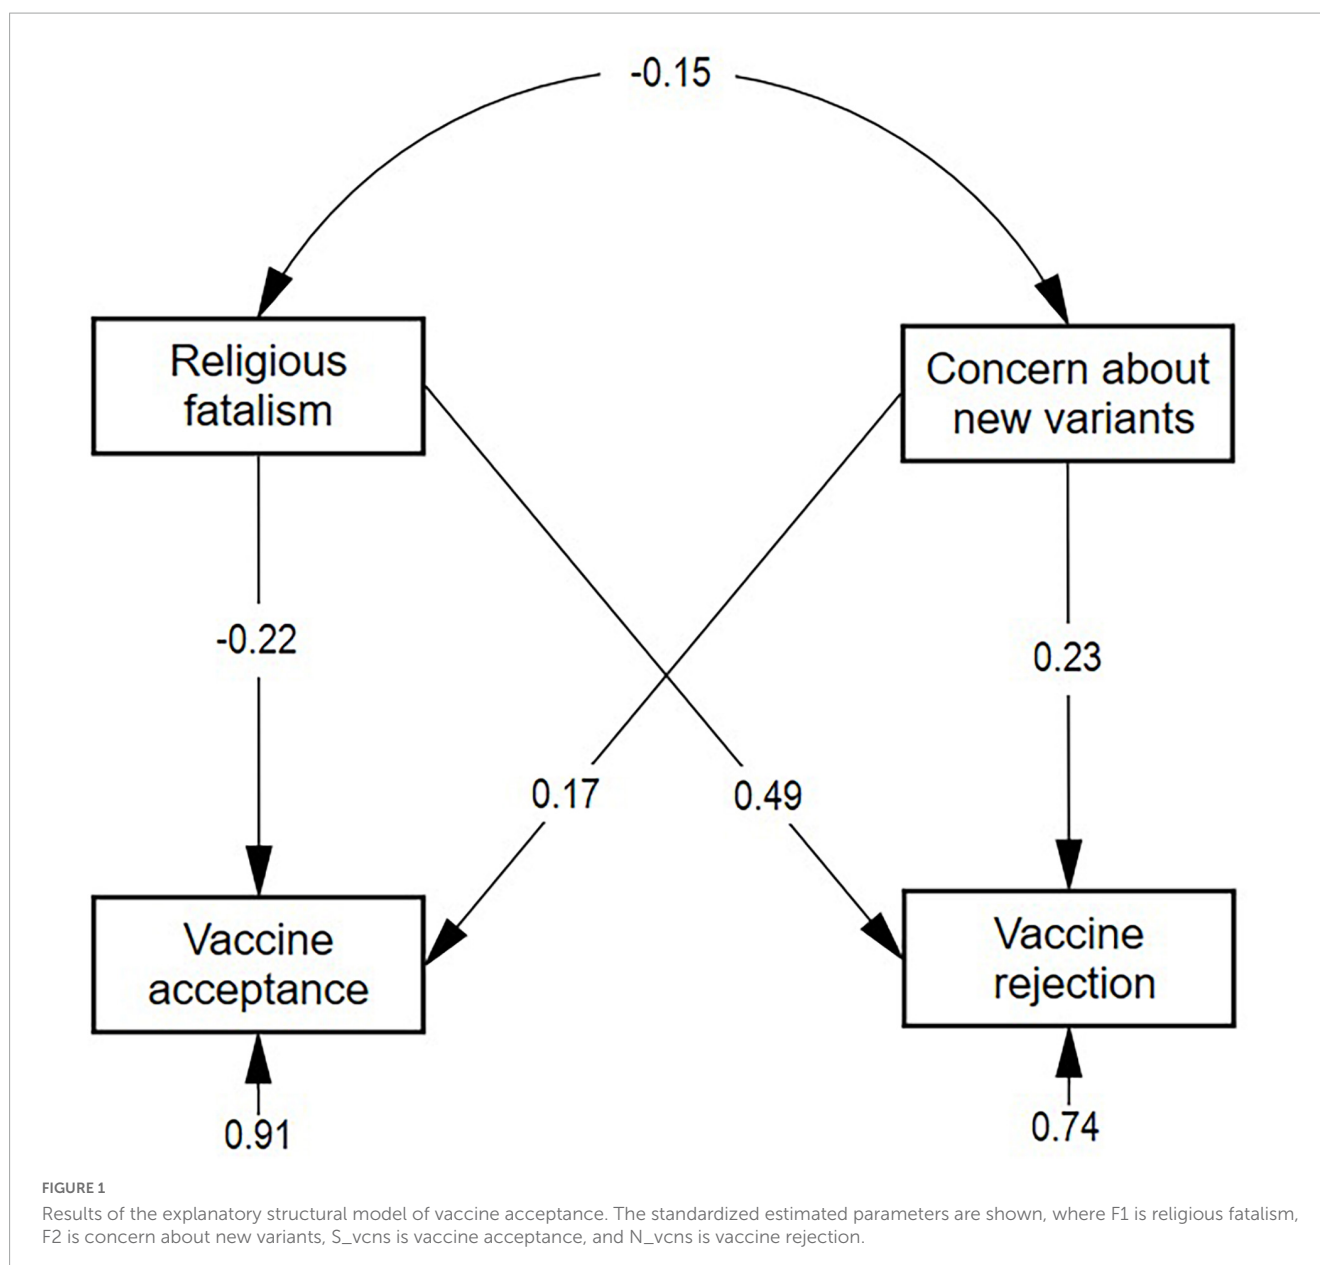 -0.15
Religious
fatalism
Concern about
new variants
-0.22
0.23
0.17
0.49
Vaccine
acceptance
Vaccine
rejection
0.91
0.74
FIGURE 1
Results of the explanatory structural model of vaccine acceptance. The standardized estimated parameters are shown, where F1 is religious fatalism,
F2 is concern about new variants, S_vcns is vaccine acceptance, and N_vcns is vaccine rejection.